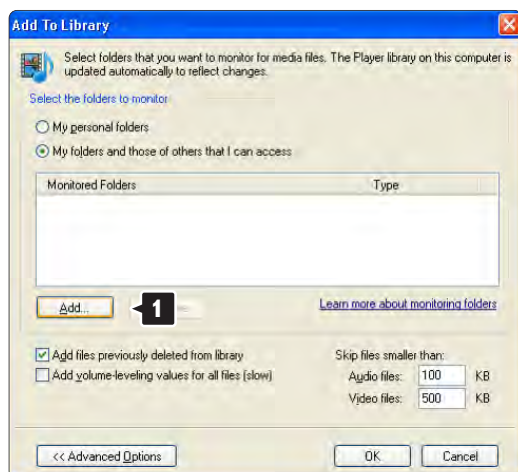 Add To Library
Select folders that you want to monitor for media files. The Player library on this computer is
updated automatically to reflect changes.
Select the folders to monitor
My personal folders
My folders and those of others that I can access
Monitored Folders Type
Add... 1 Learn more about monitoring folders
Add files previously deleted from library Skip files smaller than:
Add volume-leveling values for all files (slow) Audio files: 100 KB
Video files: 500 KB
<< Advanced Options OK Cancel